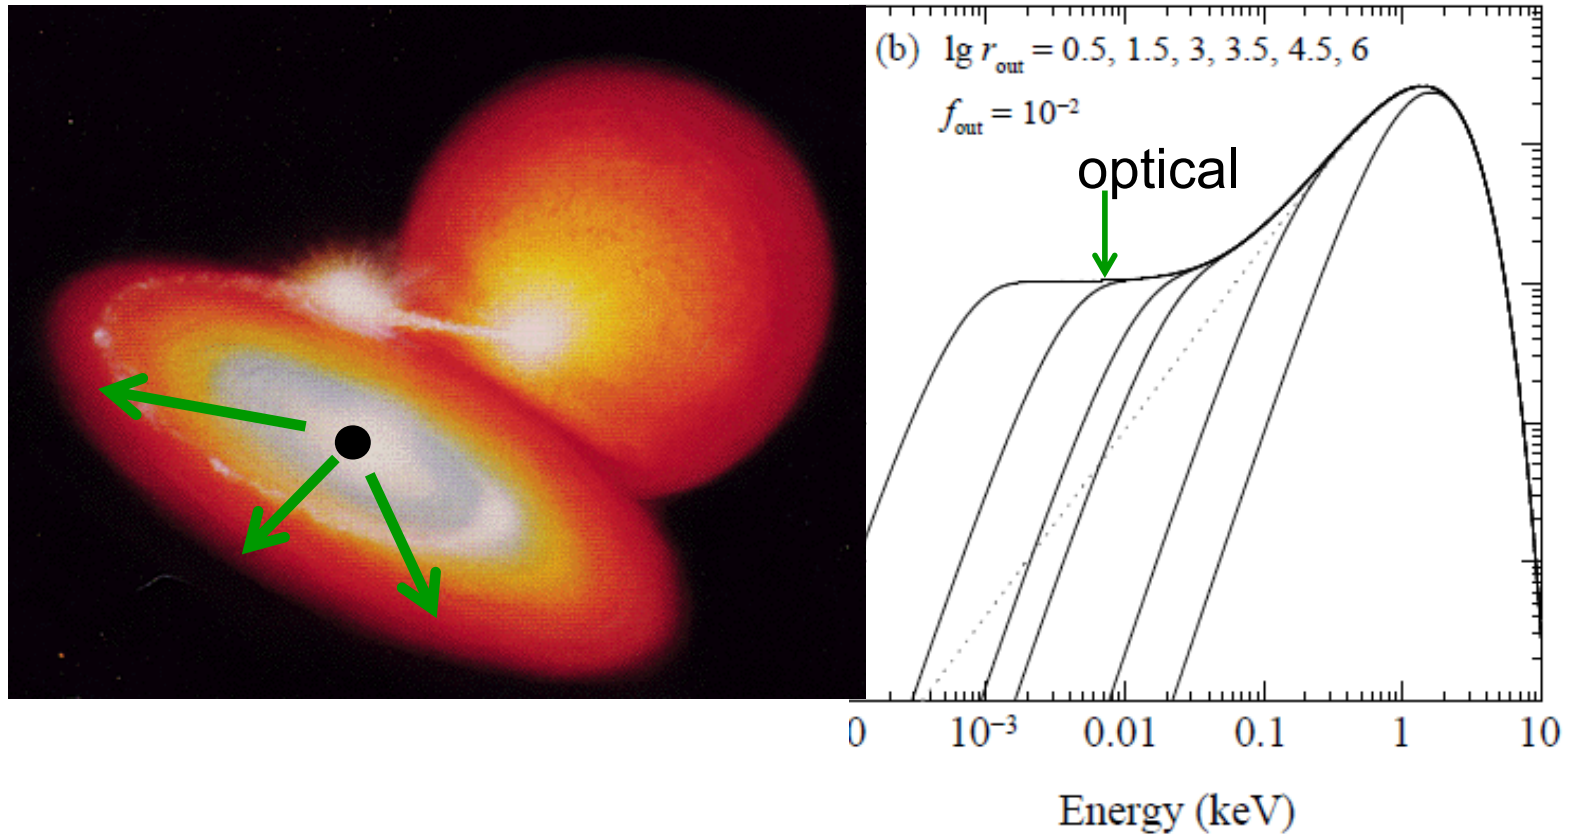 (b) lg r_out = 0.5, 1.5, 3, 3.5, 4.5, 6
f_out = 10⁻²
optical
0 10⁻³ 0.01 0.1 1 10
Energy (keV)